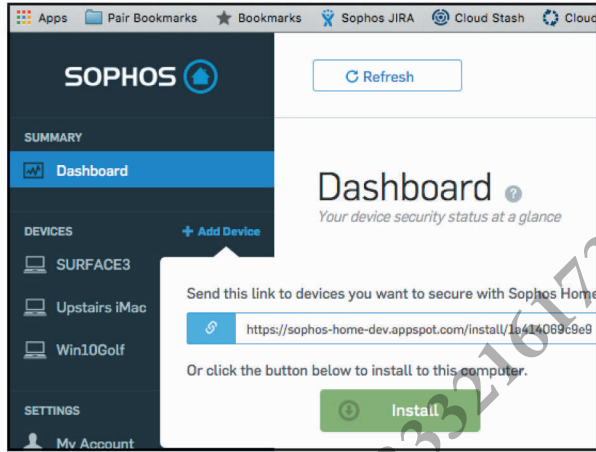 Apps Pair Bookmarks Bookmarks Sophos JIRA Cloud Stash Cloud
SOPHOS
Refresh
SUMMARY
Dashboard
Dashboard ?
Your device security status at a glance
DEVICES + Add Device
SURFACE3
Upstairs iMac
Win10Golf
Send this link to devices you want to secure with Sophos Home
https://sophos-home-dev.appspot.com/install/1a414069c9e9
Or click the button below to install to this computer.
Install
SETTINGS
My Account